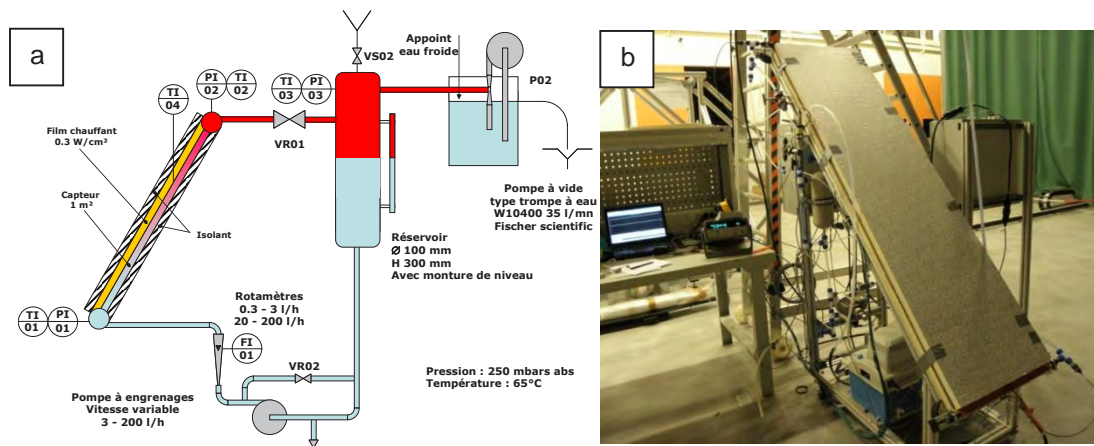 a
VS02
Appoint
eau froide
P02
PI
02
TI
02
TI
03
PI
03
TI
04
VR01
Film chauffant
0.3 W/cm²
Capteur
1 m²
Isolant
Pompe à vide
type trompe à eau
W10400 35 l/mn
Fischer scientific
Réservoir
Ø 100 mm
H 300 mm
Avec monture de niveau
TI
01
PI
01
Rotamètres
0.3 - 3 l/h
20 - 200 l/h
FI
01
VR02
Pression : 250 mbars abs
Température : 65°C
Pompe à engrenages
Vitesse variable
3 - 200 l/h
b